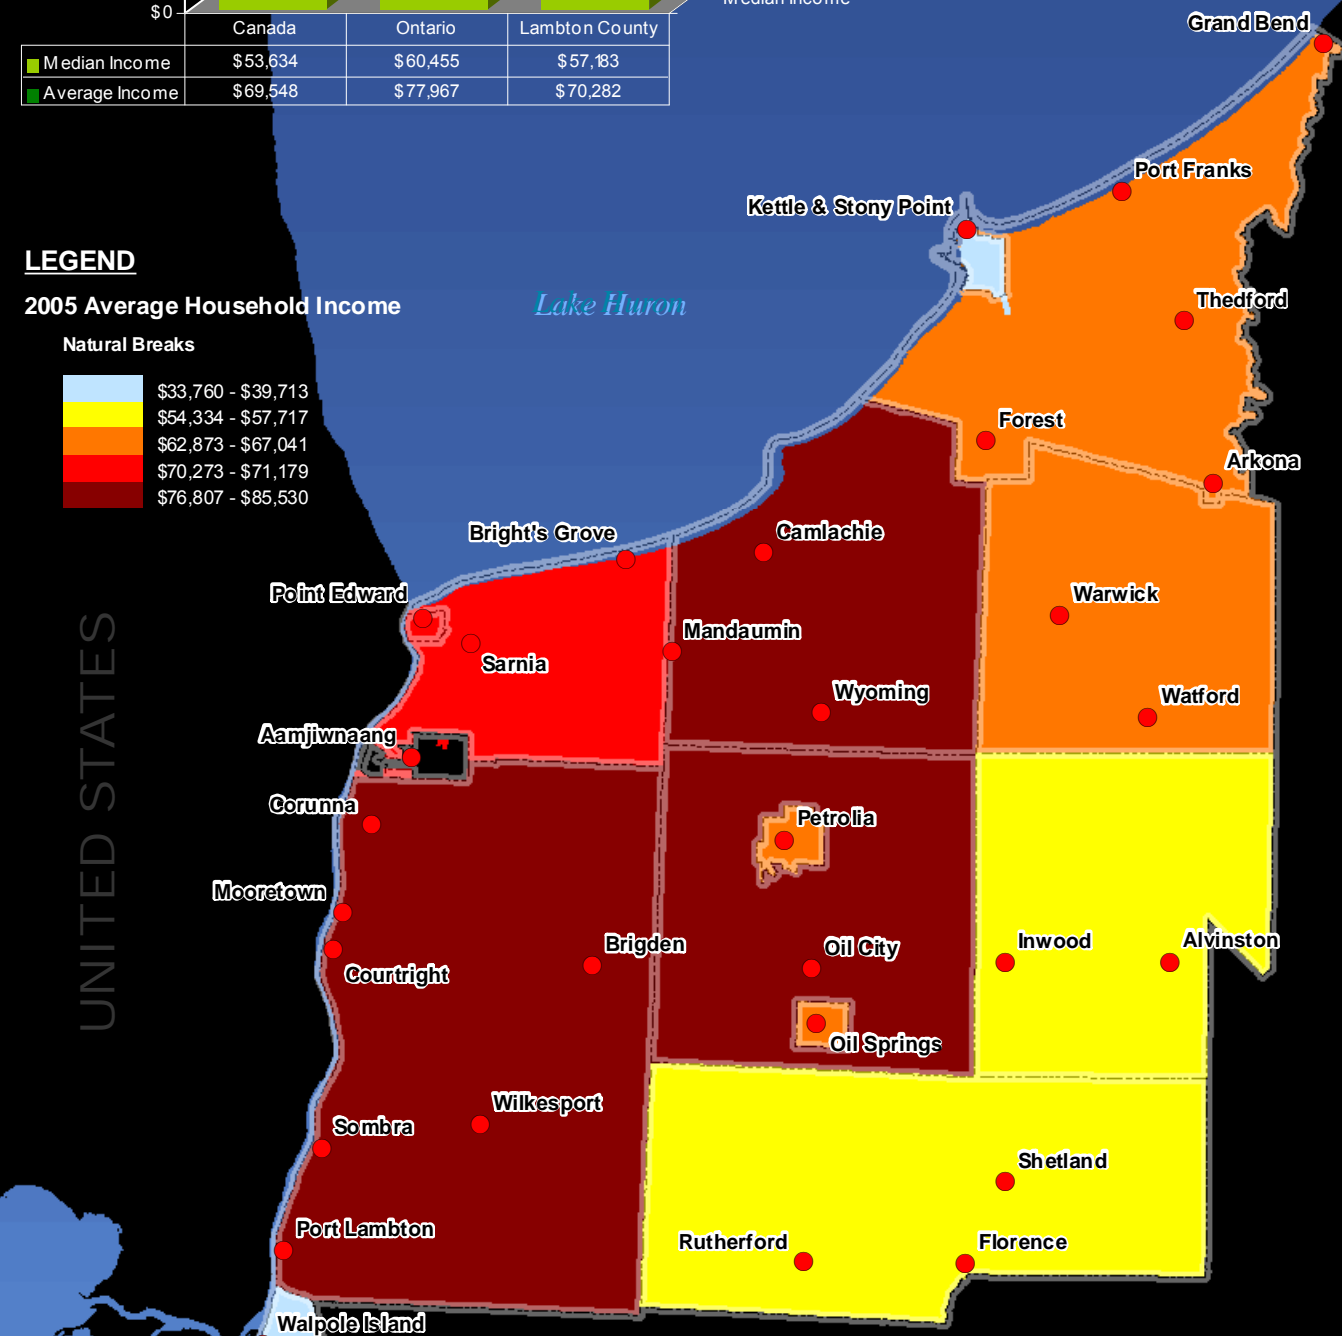 $0
Median Income
Canada Ontario Lambton County
Median Income $53,634 $60,455 $57,183
Average Income $69,548 $77,967 $70,282
Grand Bend
Port Franks
Kettle & Stony Point
LEGEND
2005 Average Household Income
Natural Breaks
$33,760 - $39,713
$54,334 - $57,717
$62,873 - $67,041
$70,273 - $71,179
$76,807 - $85,530
Lake Huron
Thedford
Forest
Arkona
Bright's Grove
Camlachie
Point Edward
Warwick
Mandaumin
Sarnia
Wyoming
Watford
Aamjiwnaang
Corunna
Petrolia
UNITED STATES
Mooretown
Brigden
Oil City
Inwood
Alvinston
Courtright
Oil Springs
Wilkesport
Sombra
Shetland
Port Lambton
Rutherford
Florence
Walpole Island